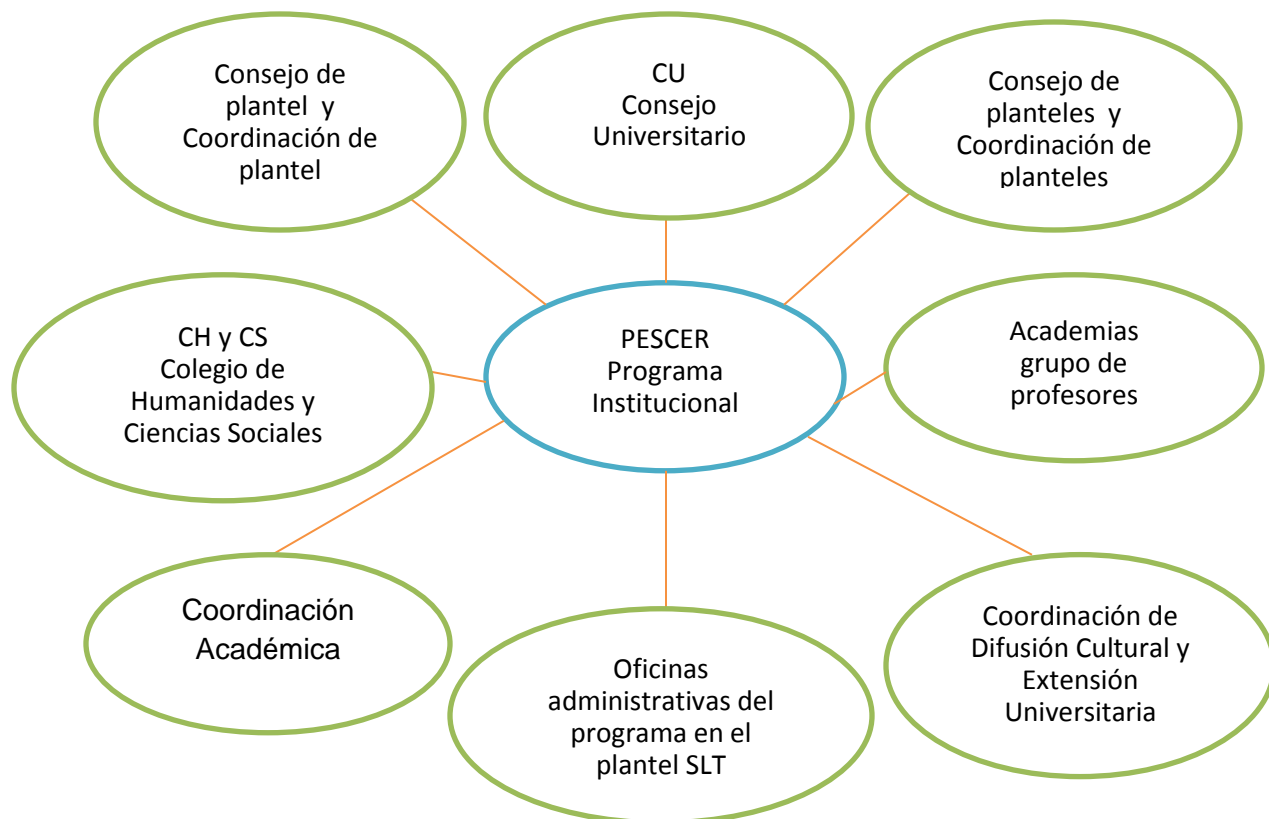 Consejo de
plantel y
Coordinación de
plantel
CU
Consejo
Universitario
Consejo de
planteles y
Coordinación de
planteles
CH y CS
Colegio de
Humanidades y
Ciencias Sociales
PESCER
Programa
Institucional
Academias
grupo de
profesores
Coordinación
Académica
Oficinas
administrativas del
programa en el
plantel SLT
Coordinación de
Difusión Cultural y
Extensión
Universitaria